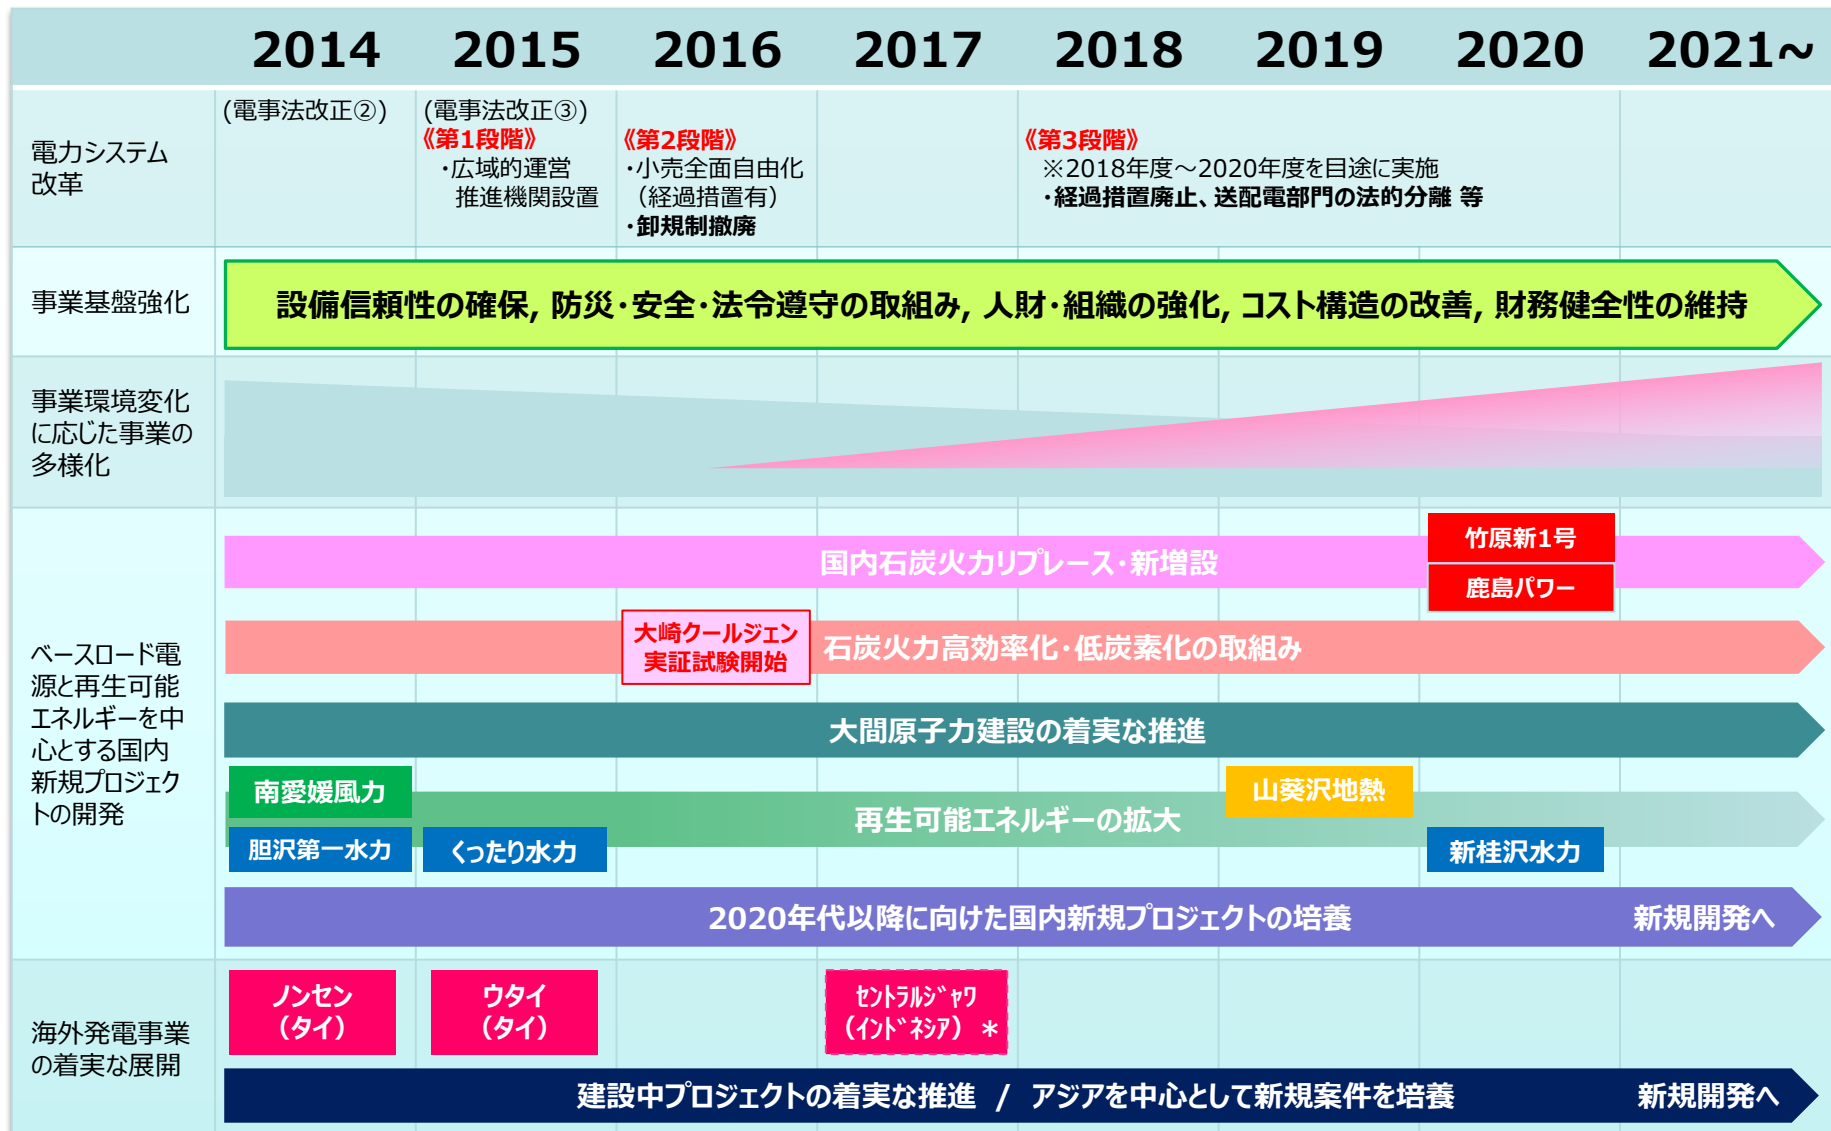 2014 2015 2016 2017 2018 2019 2020 2021~
電力システム
改革
(電事法改正②)
(電事法改正③)
《第1段階》
・広域的運営
推進機関設置
《第2段階》
・小売全面自由化
（経過措置有）
・卸規制撤廃
《第3段階》
※2018年度～2020年度を目途に実施
・経過措置廃止、送配電部門の法的分離 等
事業基盤強化
設備信頼性の確保, 防災・安全・法令遵守の取組み, 人財・組織の強化, コスト構造の改善, 財務健全性の維持
事業環境変化
に応じた事業の
多様化
ベースロード電
源と再生可能
エネルギーを中
心とする国内
新規プロジェク
トの開発
国内石炭火力リプレース・新増設
竹原新1号
鹿島パワー
大崎クールジェン
実証試験開始
石炭火力高効率化・低炭素化の取組み
大間原子力建設の着実な推進
南愛媛風力
山葵沢地熱
再生可能エネルギーの拡大
胆沢第一水力
くったり水力
新桂沢水力
2020年代以降に向けた国内新規プロジェクトの培養
新規開発へ
海外発電事業
の着実な展開
ノンセン
（タイ）
ウタイ
（タイ）
ｾﾝﾄﾗﾙｼﾞｬﾜ
（ｲﾝﾄﾞﾈｼｱ）＊
建設中プロジェクトの着実な推進 / アジアを中心として新規案件を培養
新規開発へ